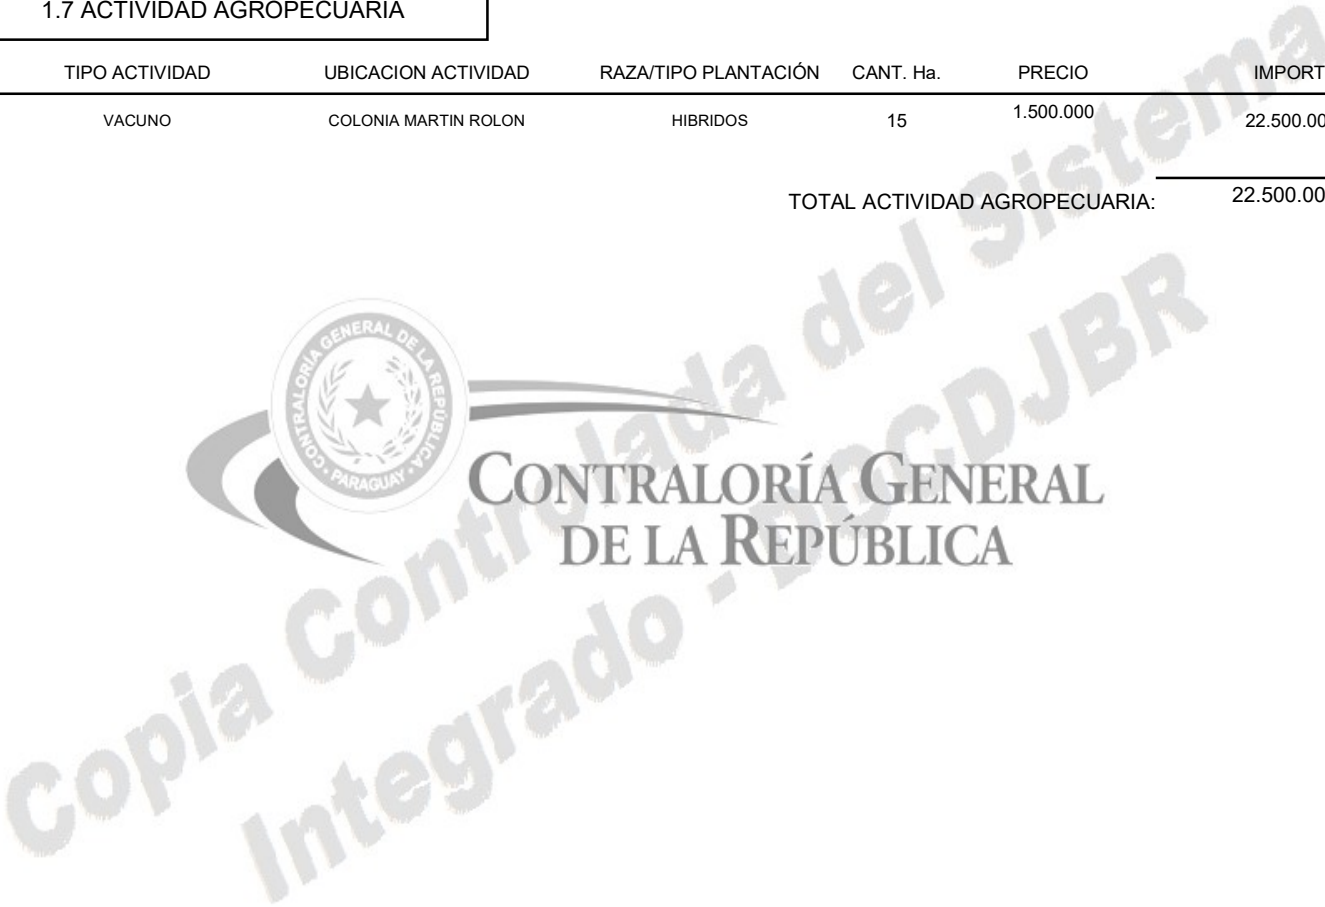 1.7 ACTIVIDAD AGROPECUARIA
TIPO ACTIVIDAD UBICACION ACTIVIDAD RAZA/TIPO PLANTACIÓN CANT. Ha. PRECIO IMPORT
VACUNO COLONIA MARTIN ROLON HIBRIDOS 15 1.500.000 22.500.00
TOTAL ACTIVIDAD AGROPECUARIA: 22.500.00
CONTRALORÍA GENERAL DE LA REPÚBLICA
PARAGUAY
CONTRALORÍA GENERAL
DE LA REPÚBLICA
Copia Controlada del Sistema
Integrado - DGCDJBR